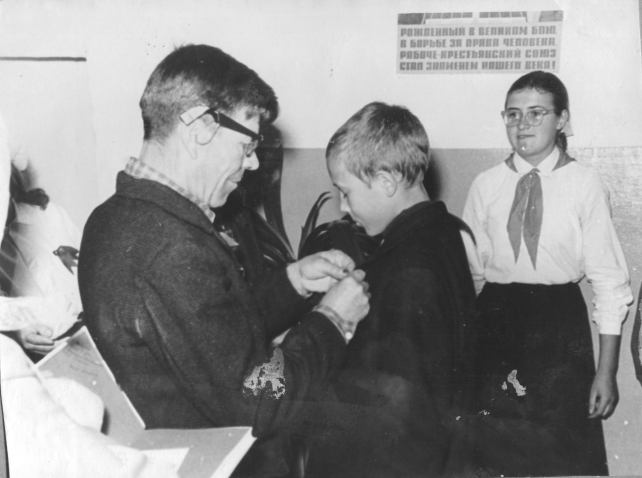 РОЖДЕННЫЙ В ВЕЛИКОМ БОЮ,
В БОРЬБЕ ЗА ПРАВА ЧЕЛОВЕКА,
РАБОЧЕ-КРЕСТЬЯНСКИЙ СОЮЗ
СТАЛ ЗНАМЕНЕМ НАШЕГО ВЕКА!